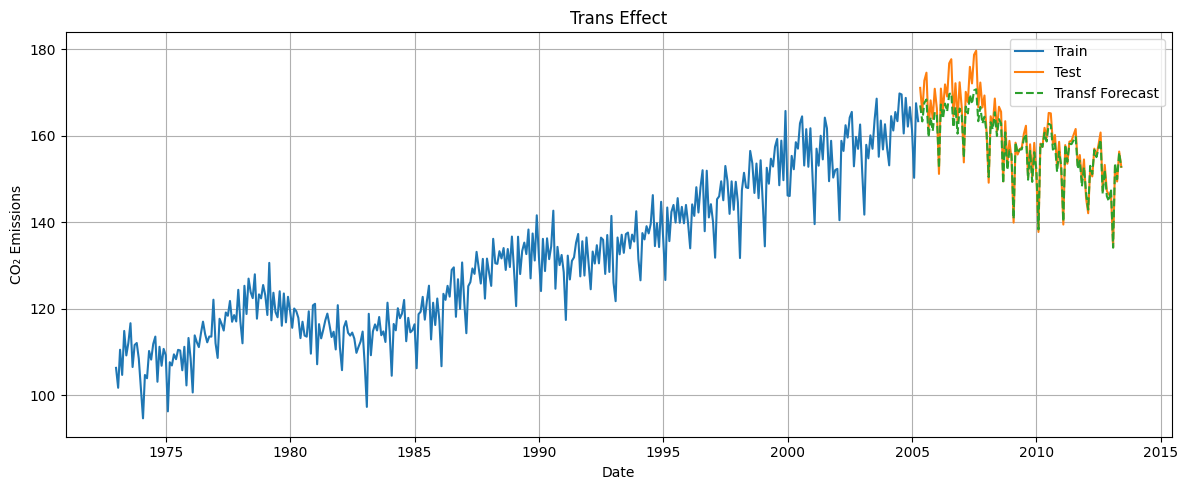 Trans Effect
CO₂ Emissions
180
160
140
120
100
Train
Test
Transf Forecast
1975 1980 1985 1990 1995 2000 2005 2010 2015
Date